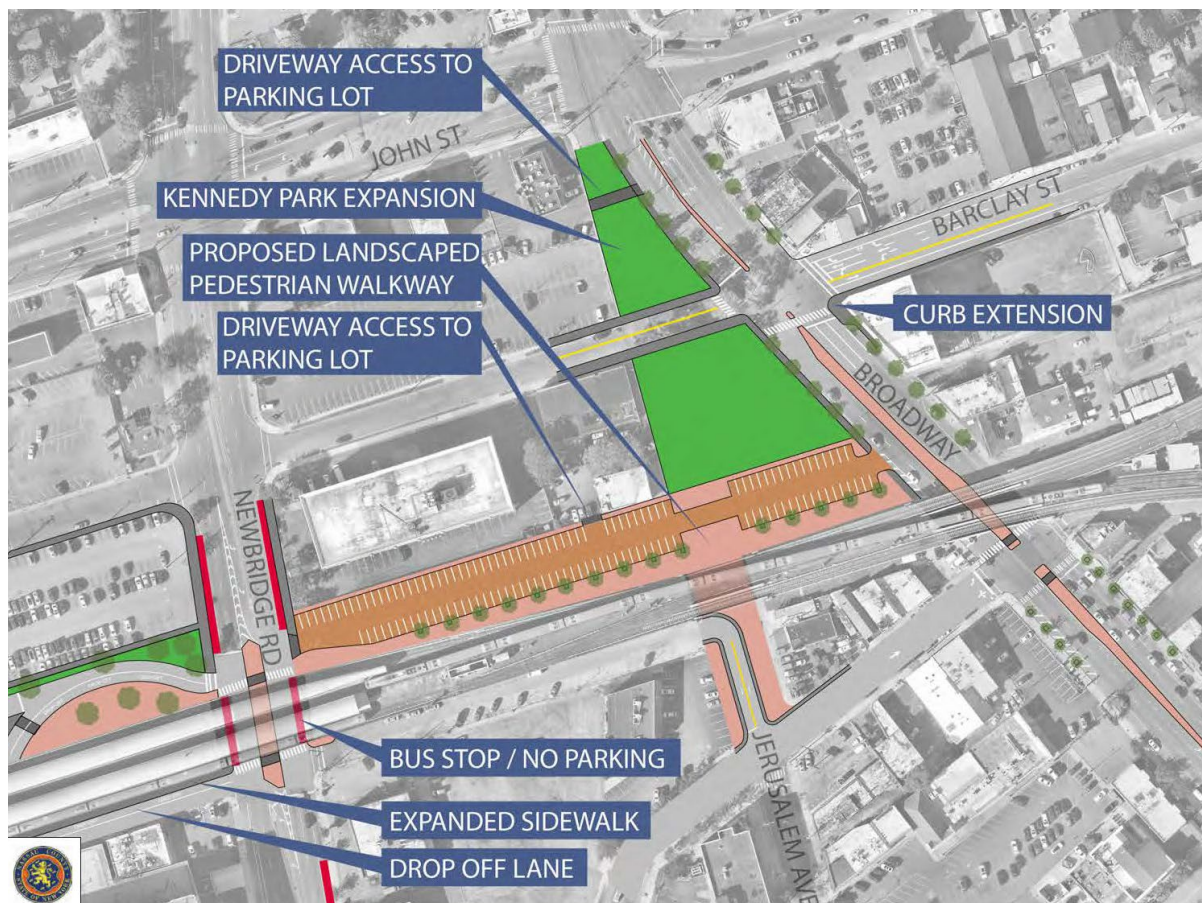 DRIVEWAY ACCESS TO
PARKING LOT
JOHN ST
KENNEDY PARK EXPANSION
BARCLAY ST
PROPOSED LANDSCAPED
PEDESTRIAN WALKWAY
CURB EXTENSION
DRIVEWAY ACCESS TO
PARKING LOT
BROADWAY
NEWBRIDGE RD
BUS STOP / NO PARKING
JERUSALEM AVE
EXPANDED SIDEWALK
DROP OFF LANE